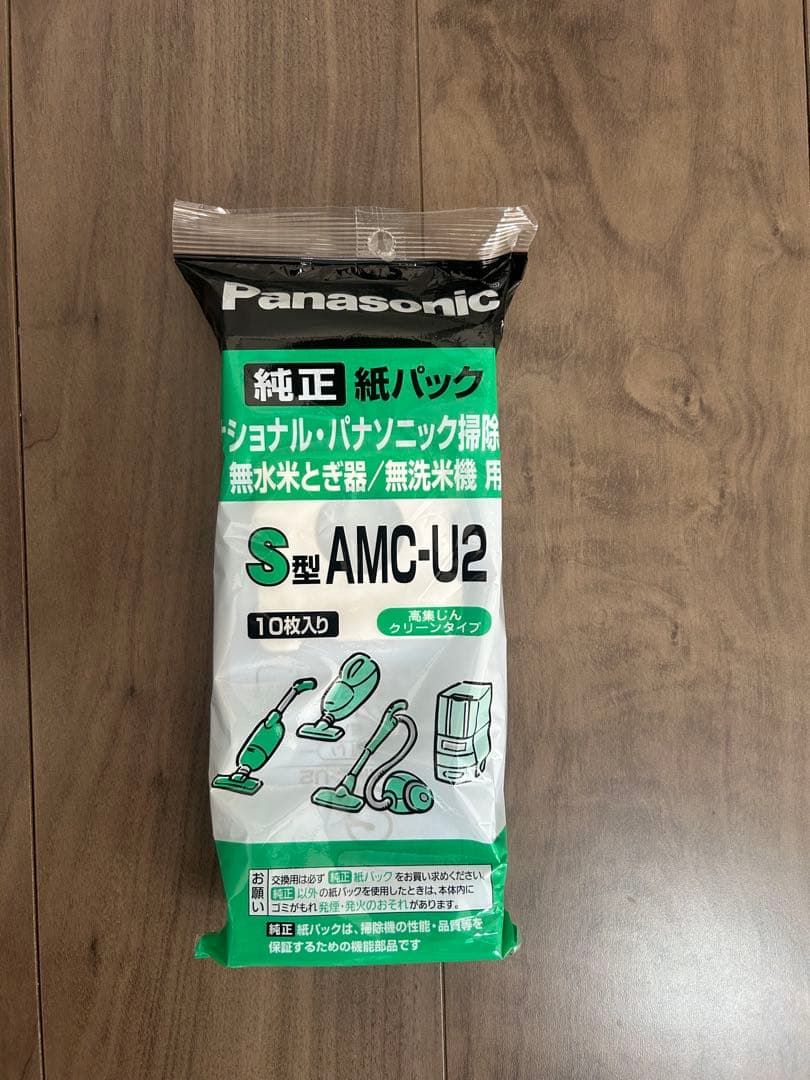 Panasonic
純正 紙パック
ショナル・パナソニック掃除
無水米とぎ器/無洗米機 用
S型 AMC-U2
10枚入り
高集じん
クリーンタイプ
お願い
交換用は必ず 純正 紙パック をお買い求めください。
純正 以外 の紙パックを使用したときは、本体内に
ゴミがもれ 発煙・発火のおそれ があります。
純正 紙パックは、掃除機の性能・品質等を
保証するための機能部品です